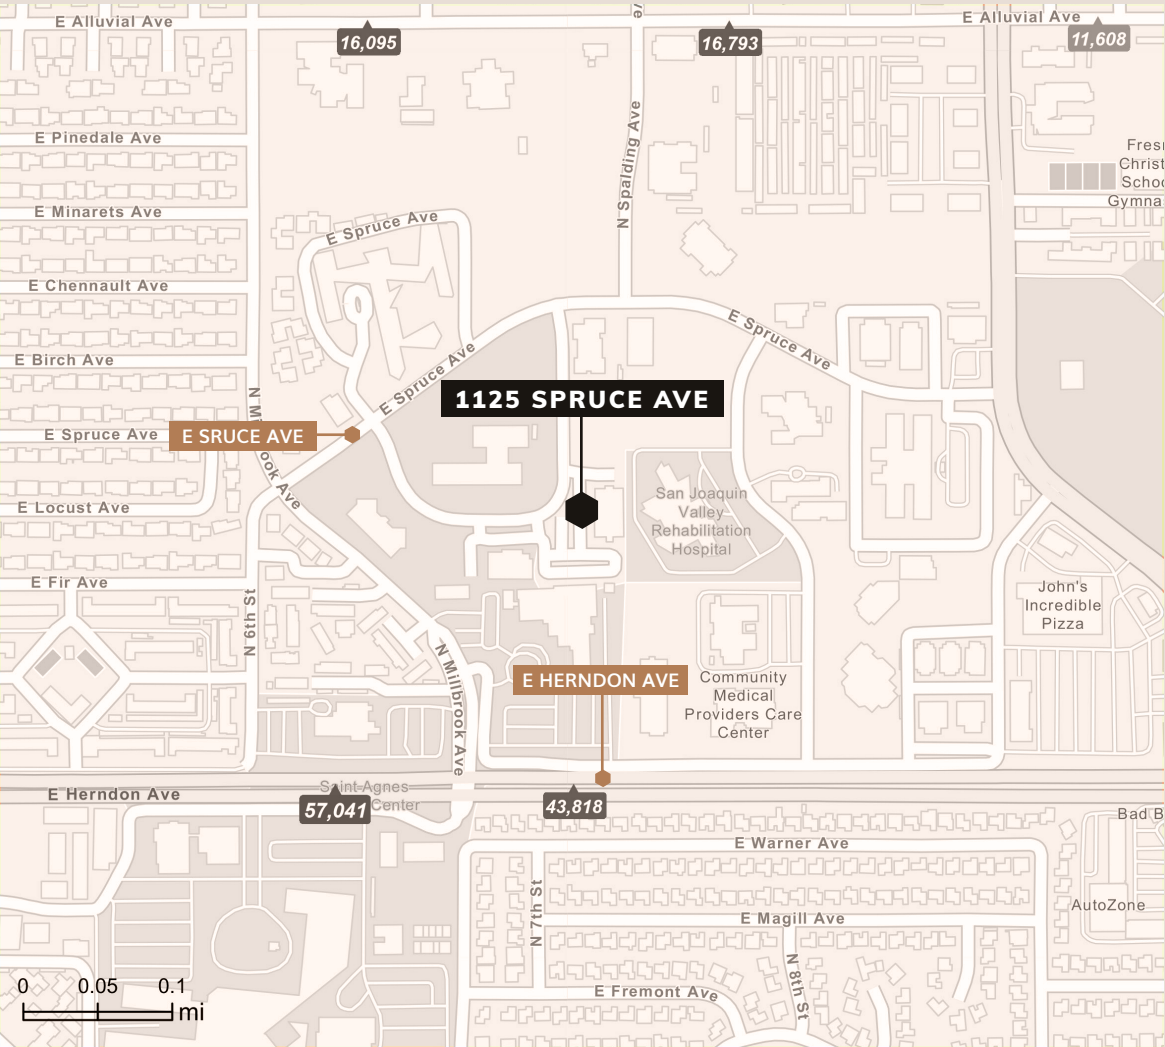 E Alluvial Ave
E Alluvial Ave
16,095
16,793
11,608
E Pinedale Ave
N Spalding Ave
Christ
Schoo
Gymna
E Minarets Ave
E Spruce Ave
E Chennault Ave
E Spruce Ave
E Birch Ave
E Spruce Ave
1125 SPRUCE AVE
E Spruce Ave
E SRUCE AVE
San Joaquin
Valley
Rehabilitation
Hospital
E Locust Ave
E Fir Ave
N 6th St
John's
Incredible
Pizza
N Millbrook Ave
E HERNDON AVE
Community
Medical
Providers Care
Center
E Herndon Ave
Saint Agnes
Center
57,041
43,818
Bad B
E Warner Ave
N 7th St
AutoZone
E Magill Ave
N 8th St
E Fremont Ave
0 0.05 0.1
mi